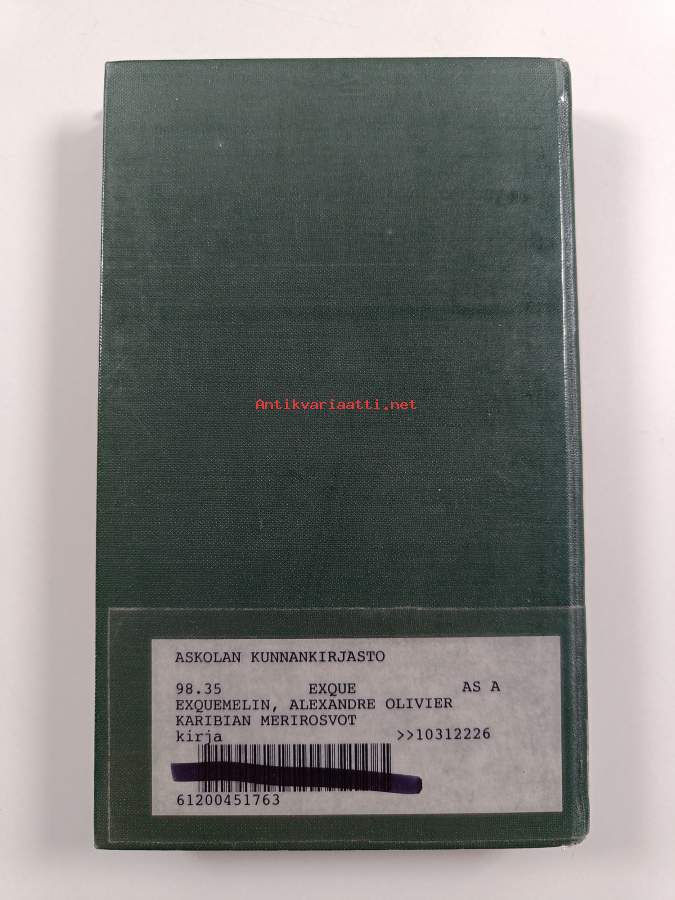 Antikvariaatti.net
ASKOLAN KUNNANKIRJASTO
98.35 EXQUE AS A
EXQUEMELIN, ALEXANDRE OLIVIER
KARIBIAN MERIROSVOT
kirja >>10312226
61200451763